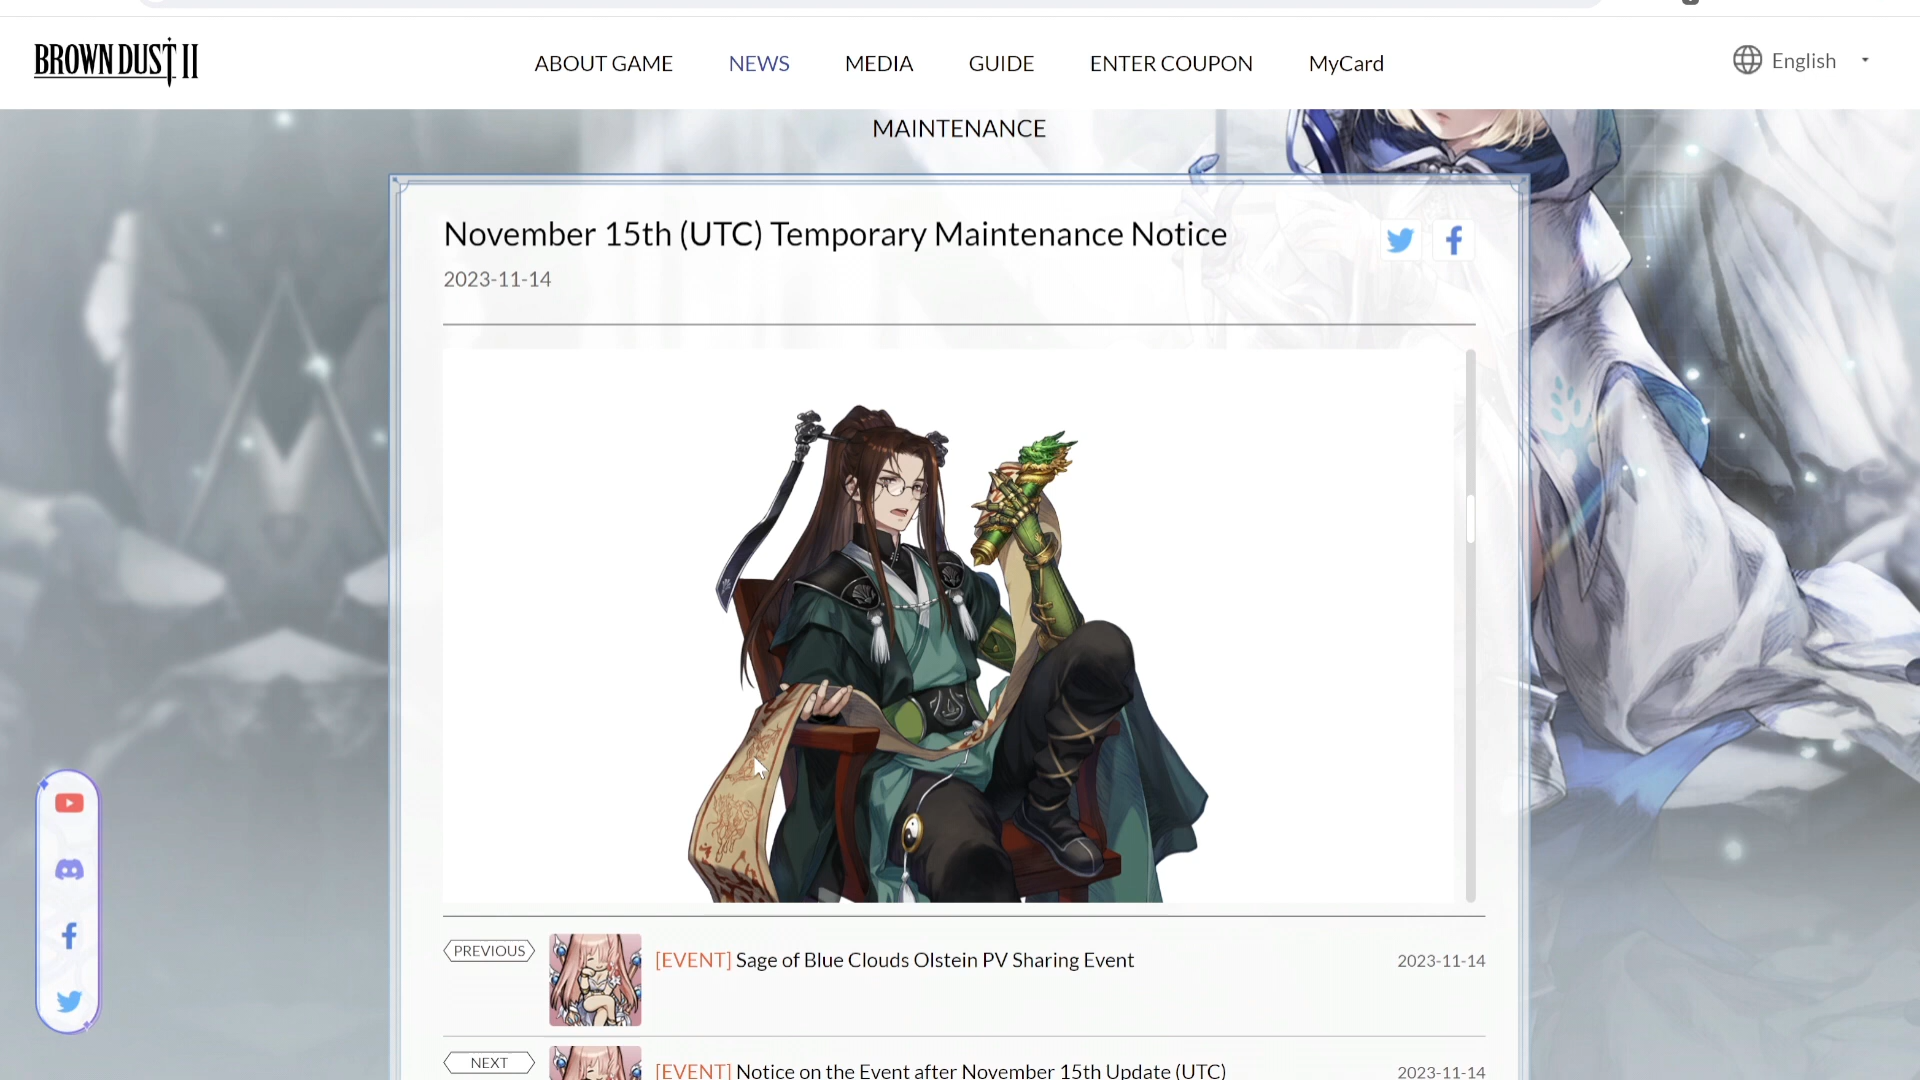 BROWN DUST II
ABOUT GAME
NEWS
MEDIA
GUIDE
ENTER COUPON
MyCard
English
MAINTENANCE
November 15th (UTC) Temporary Maintenance Notice
2023-11-14
PREVIOUS
[EVENT] Sage of Blue Clouds Olstein PV Sharing Event
2023-11-14
NEXT
[EVENT] Notice on the Event after November 15th Update (UTC)
2023-11-14